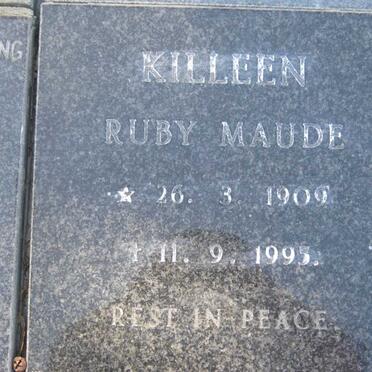 NG
KILLEEN
RUBY MAUDE
★ 26. 3. 1909
† 11. 9. 1995.
REST IN PEACE.